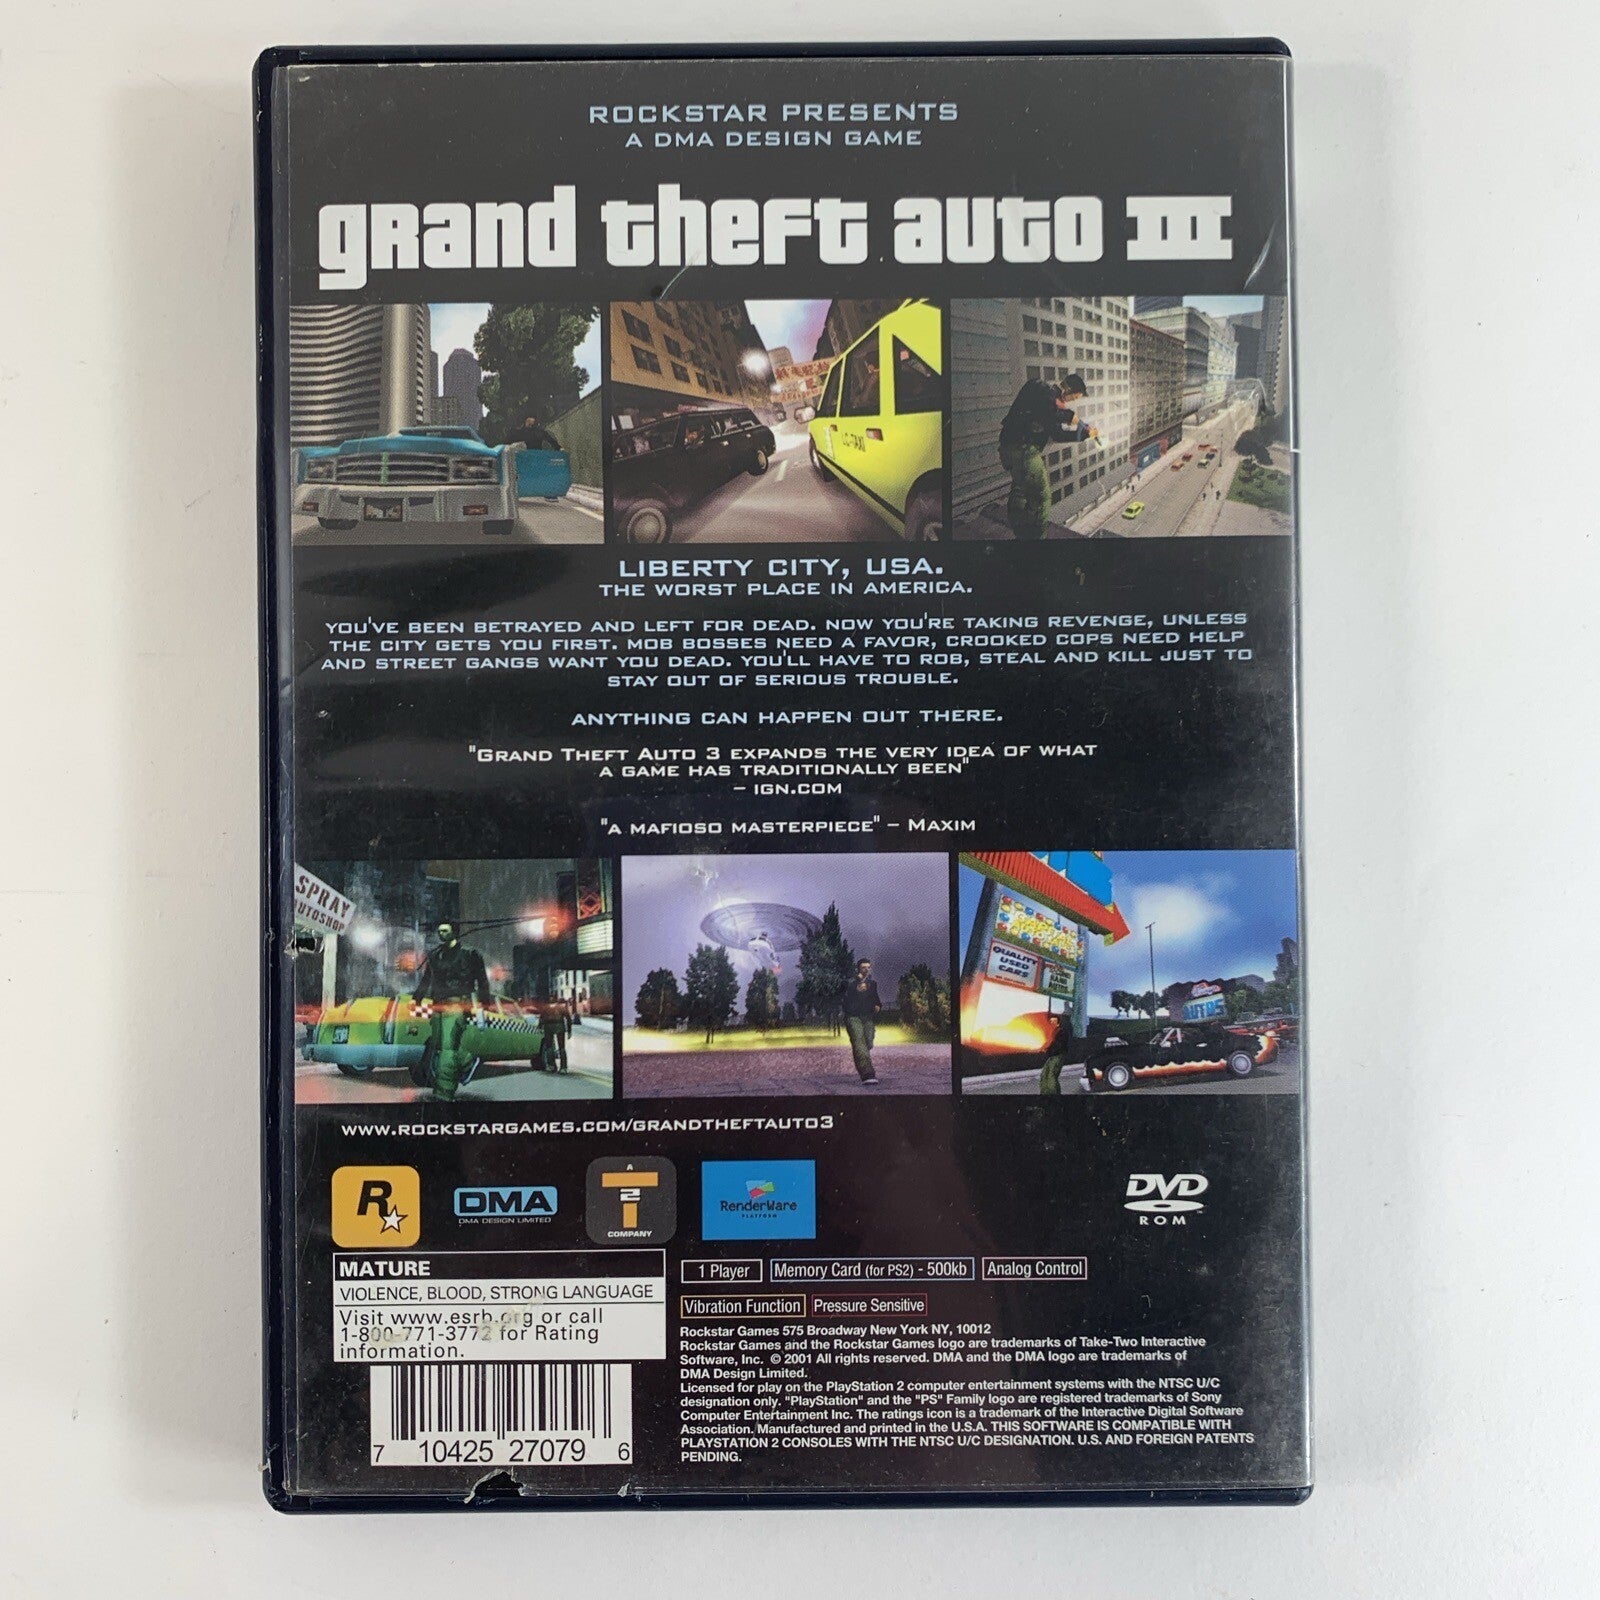 ROCKSTAR PRESENTS
A DMA DESIGN GAME
grand theft auto III
LC-TAXI
LIBERTY CITY, USA.
THE WORST PLACE IN AMERICA.
YOU'VE BEEN BETRAYED AND LEFT FOR DEAD. NOW YOU'RE TAKING REVENGE, UNLESS
THE CITY GETS YOU FIRST. MOB BOSSES NEED A FAVOR, CROOKED COPS NEED HELP
AND STREET GANGS WANT YOU DEAD. YOU'LL HAVE TO ROB, STEAL AND KILL JUST TO
STAY OUT OF SERIOUS TROUBLE.
ANYTHING CAN HAPPEN OUT THERE.
"GRAND THEFT AUTO 3 EXPANDS THE VERY IDEA OF WHAT
A GAME HAS TRADITIONALLY BEEN"
– IGN.COM
"A MAFIOSO MASTERPIECE" – MAXIM
SPRAY
AUTOSHOP
QUALITY
USED
CARS
AUTOS
WWW.ROCKSTARGAMES.COM/GRANDTHEFTAUTO3
R
DMA
DMA DESIGN LIMITED
A
T2
COMPANY
RenderWare
PLATFORM
DVD
ROM
MATURE
VIOLENCE, BLOOD, STRONG LANGUAGE
Visit www.esrb.org or call
1-800-771-3772 for Rating
information.
1 Player
Memory Card (for PS2) - 500kb
Analog Control
Vibration Function
Pressure Sensitive
Rockstar Games 575 Broadway New York NY, 10012
Rockstar Games and the Rockstar Games logo are trademarks of Take-Two Interactive
Software, Inc. © 2001 All rights reserved. DMA and the DMA logo are trademarks of
DMA Design Limited.
Licensed for play on the PlayStation 2 computer entertainment systems with the NTSC U/C
designation only. "PlayStation" and the "PS" Family logo are registered trademarks of Sony
Computer Entertainment Inc. The ratings icon is a trademark of the Interactive Digital Software
Association. Manufactured and printed in the U.S.A. THIS SOFTWARE IS COMPATIBLE WITH
PLAYSTATION 2 CONSOLES WITH THE NTSC U/C DESIGNATION. U.S. AND FOREIGN PATENTS
PENDING.
7 10425 27079 6